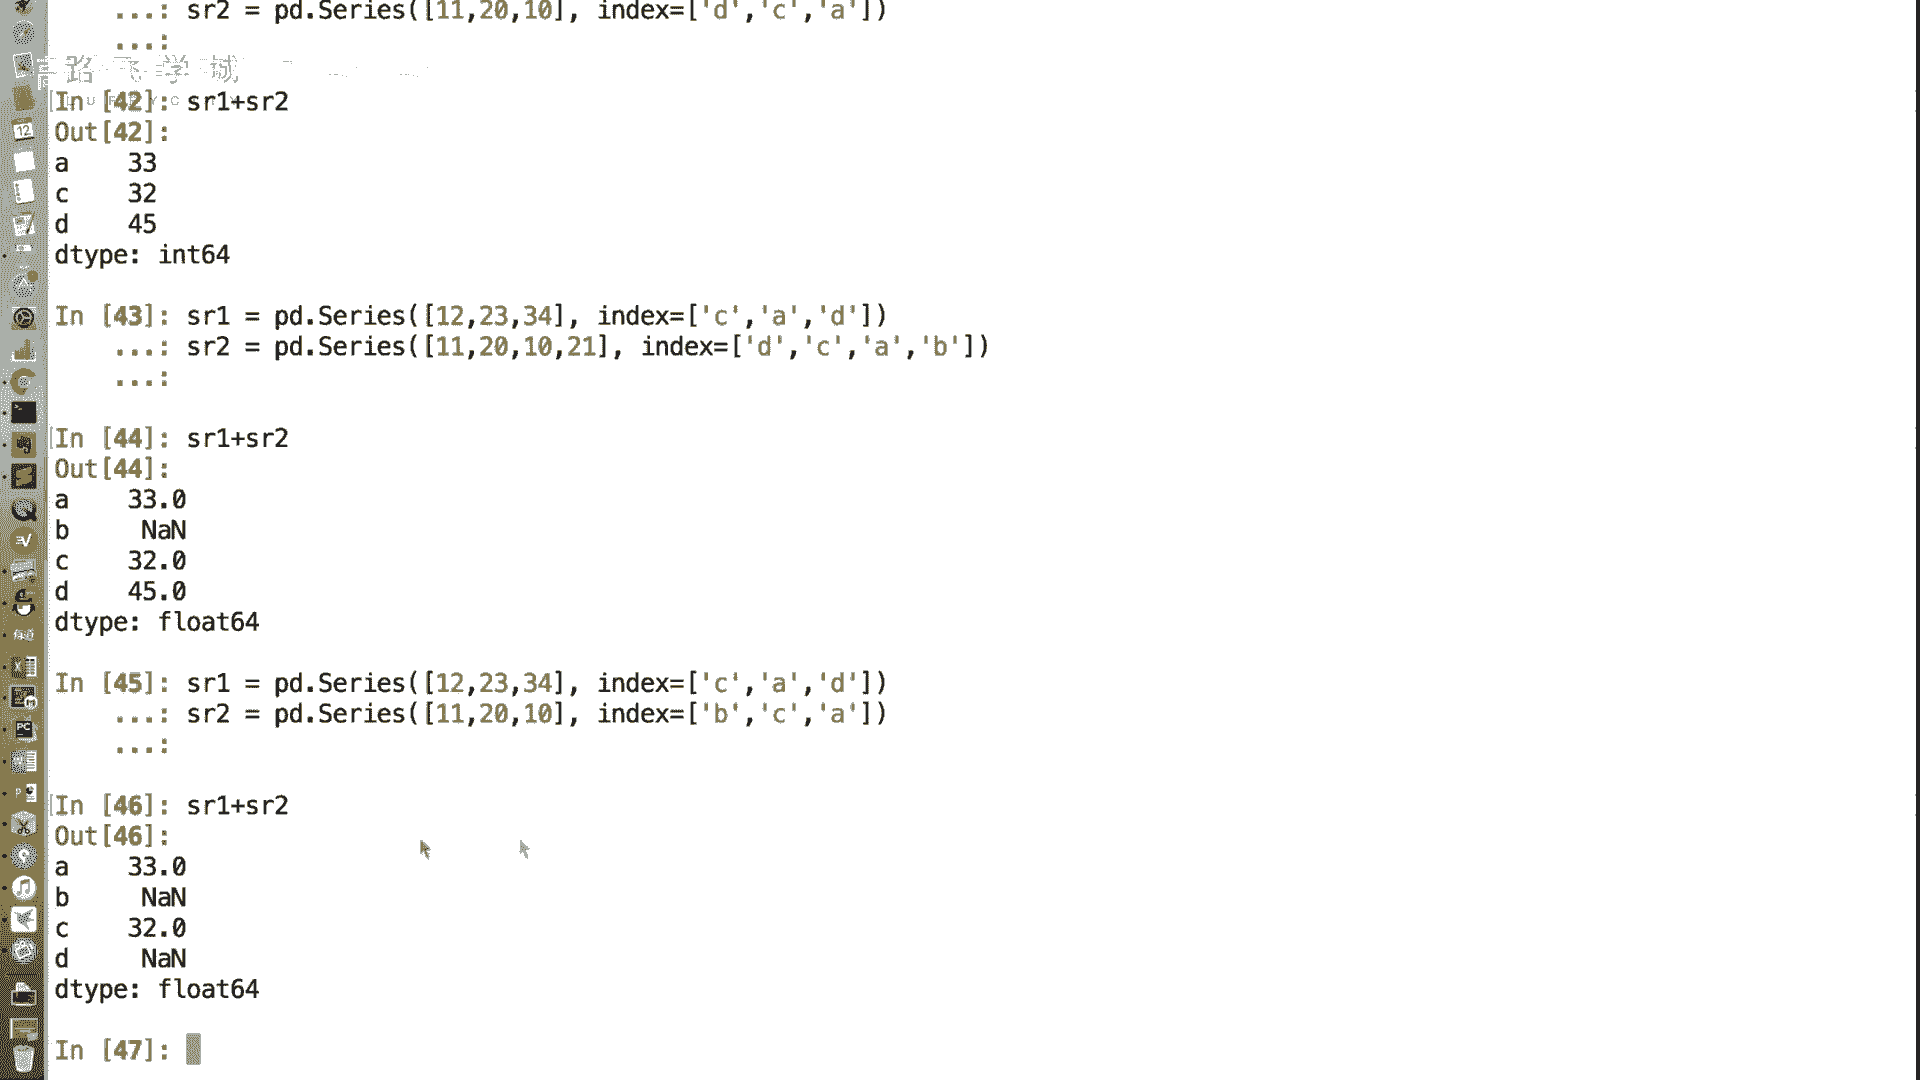 ...: sr2 = pd.Series([11,20,10], index=['d','c','a'])
...:
路飞学城
In [42]: sr1+sr2
Out[42]:
a     33
c     32
d     45
dtype: int64
In [43]: sr1 = pd.Series([12,23,34], index=['c','a','d'])
...: sr2 = pd.Series([11,20,10,21], index=['d','c','a','b'])
...:
In [44]: sr1+sr2
Out[44]:
a     33.0
b      NaN
c     32.0
d     45.0
dtype: float64
In [45]: sr1 = pd.Series([12,23,34], index=['c','a','d'])
...: sr2 = pd.Series([11,20,10], index=['b','c','a'])
...:
In [46]: sr1+sr2
Out[46]:
a     33.0
b      NaN
c     32.0
d      NaN
dtype: float64
In [47]: